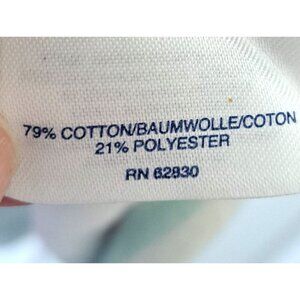 79% COTTON/BAUMWOLLE/COTON
21% POLYESTER
RN 62830